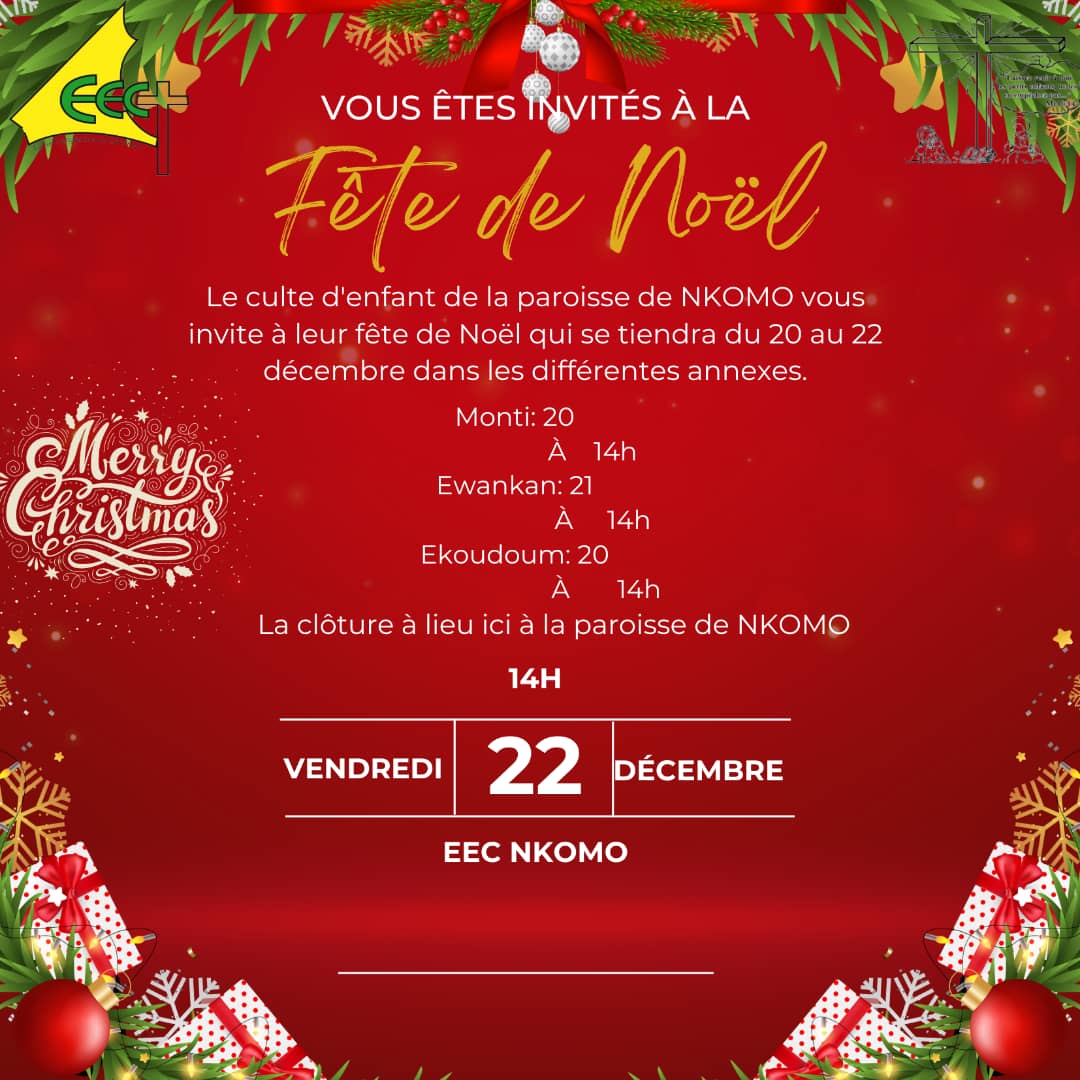 EEC
VOUS ÊTES INVITÉS À LA
Fête de Noël
Le culte d'enfant de la paroisse de NKOMO vous
invite à leur fête de Noël qui se tiendra du 20 au 22
décembre dans les différentes annexes.
Monti: 20
À 14h
Ewankan: 21
À 14h
Ekoudoum: 20
À 14h
La clôture à lieu ici à la paroisse de NKOMO
Merry
Christmas
14H
VENDREDI 22 DÉCEMBRE
EEC NKOMO